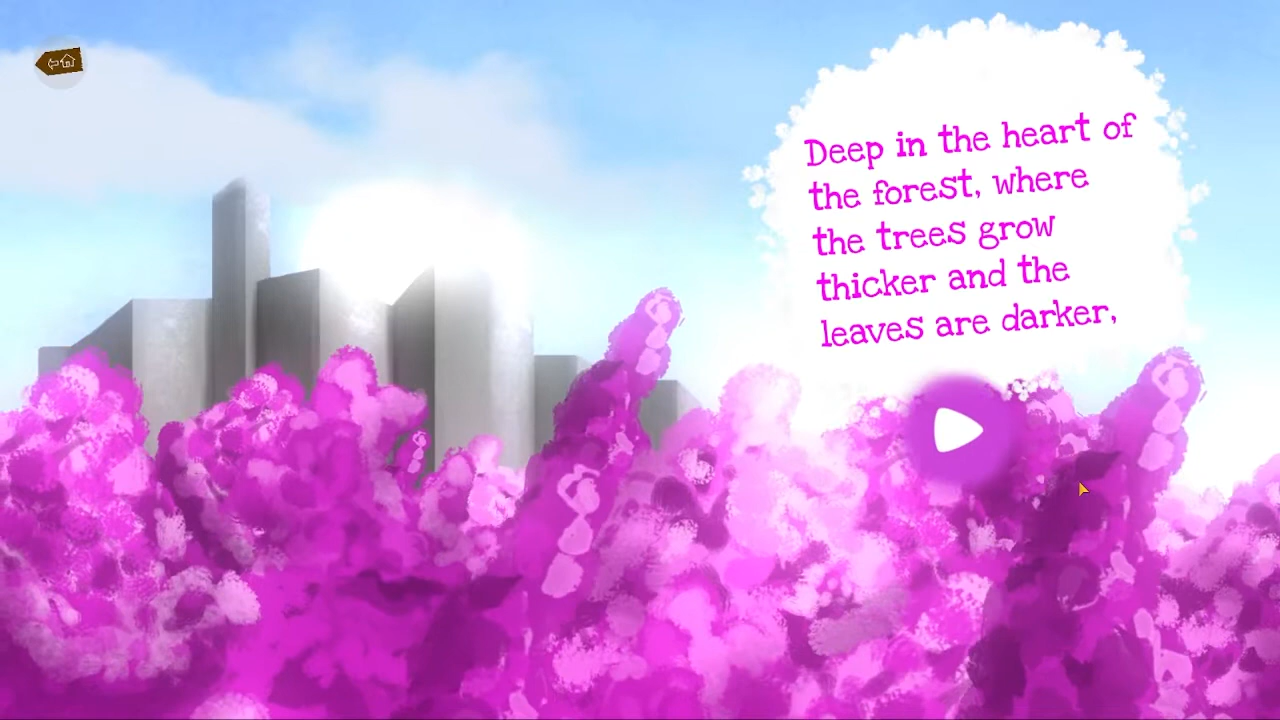 Deep in the heart of
the forest, where
the trees grow
thicker and the
leaves are darker,